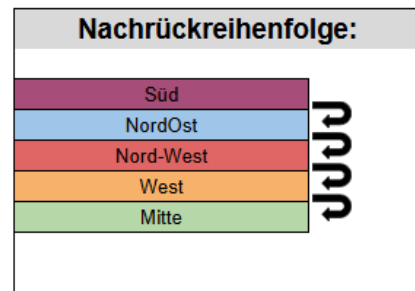 Nachrückreihenfolge:
Süd
NordOst
Nord-West
West
Mitte